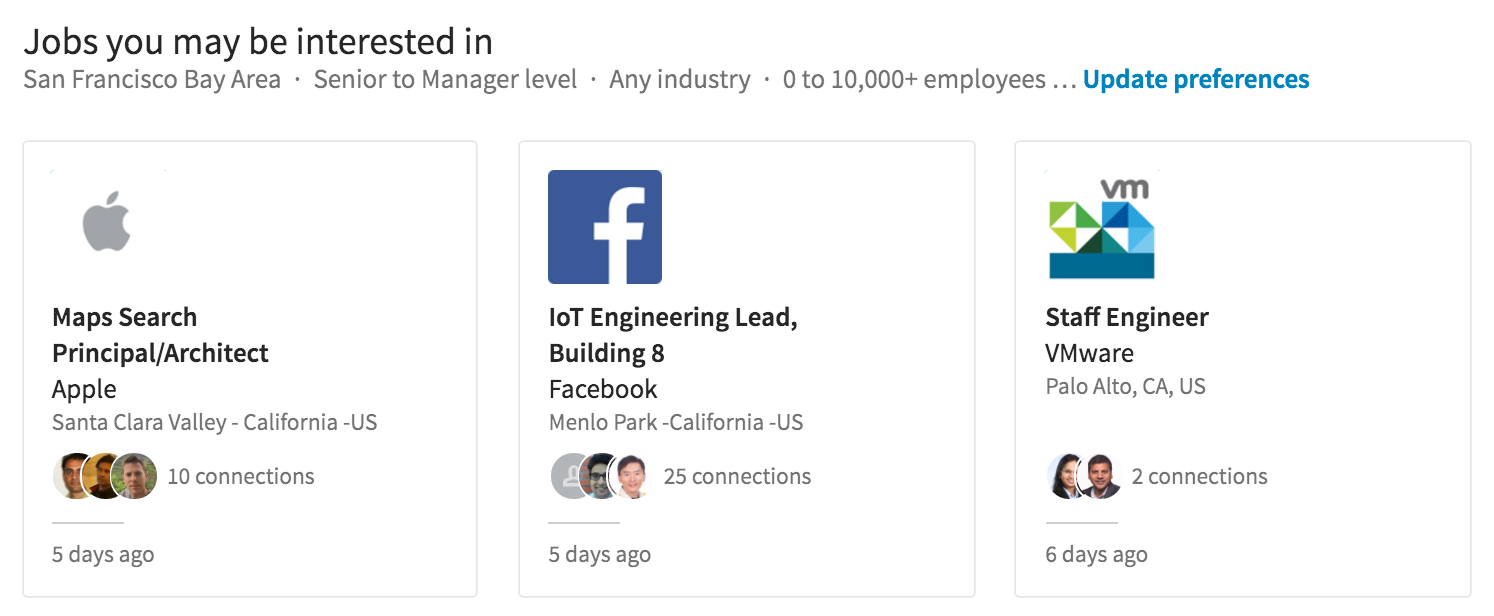 Jobs you may be interested in
San Francisco Bay Area · Senior to Manager level · Any industry · 0 to 10,000+ employees … Update preferences
Maps Search
Principal/Architect
Apple
Santa Clara Valley - California -US
10 connections
5 days ago
f
IoT Engineering Lead,
Building 8
Facebook
Menlo Park -California -US
25 connections
5 days ago
vm
Staff Engineer
VMware
Palo Alto, CA, US
2 connections
6 days ago